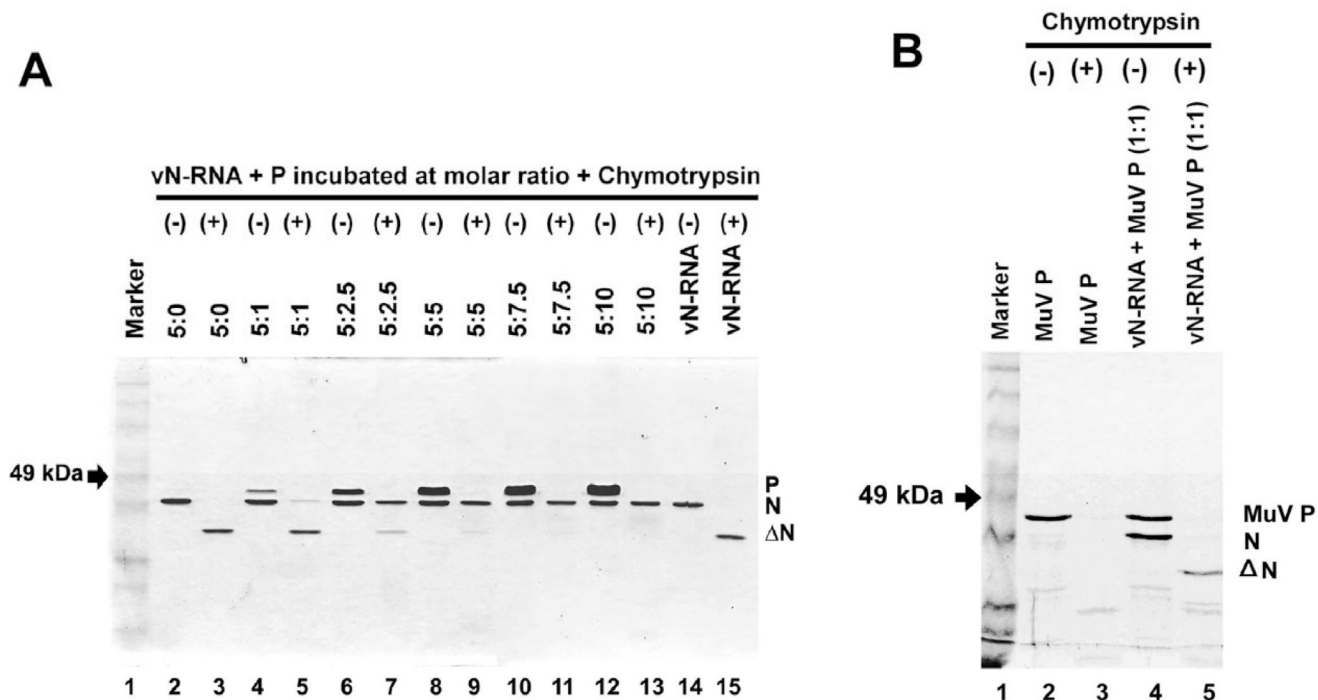 A
vN-RNA + P incubated at molar ratio + Chymotrypsin
(-) (+) (-) (+) (-) (+) (-) (+) (-) (+) (-) (+) (-) (+)
Marker 5:0 5:0 5:1 5:1 5:2.5 5:2.5 5:5 5:5 5:7.5 5:7.5 5:10 5:10 vN-RNA vN-RNA
49 kDa
P
N
ΔN
1 2 3 4 5 6 7 8 9 10 11 12 13 14 15
B
Chymotrypsin
(-) (+) (-) (+)
Marker MuV P MuV P vN-RNA + MuV P (1:1) vN-RNA + MuV P (1:1)
49 kDa
MuV P
N
Δ N
1 2 3 4 5